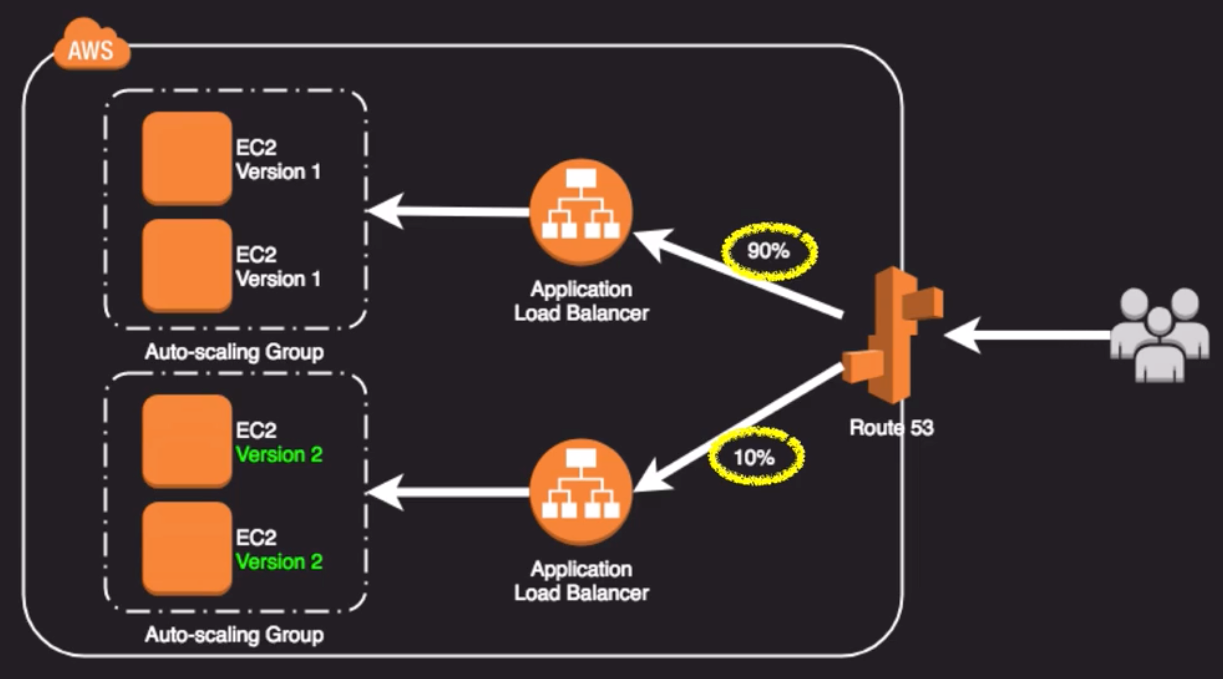 AWS
EC2
Version 1
EC2
Version 1
Auto-scaling Group
Application
Load Balancer
90%
Route 53
10%
EC2
Version 2
EC2
Version 2
Auto-scaling Group
Application
Load Balancer